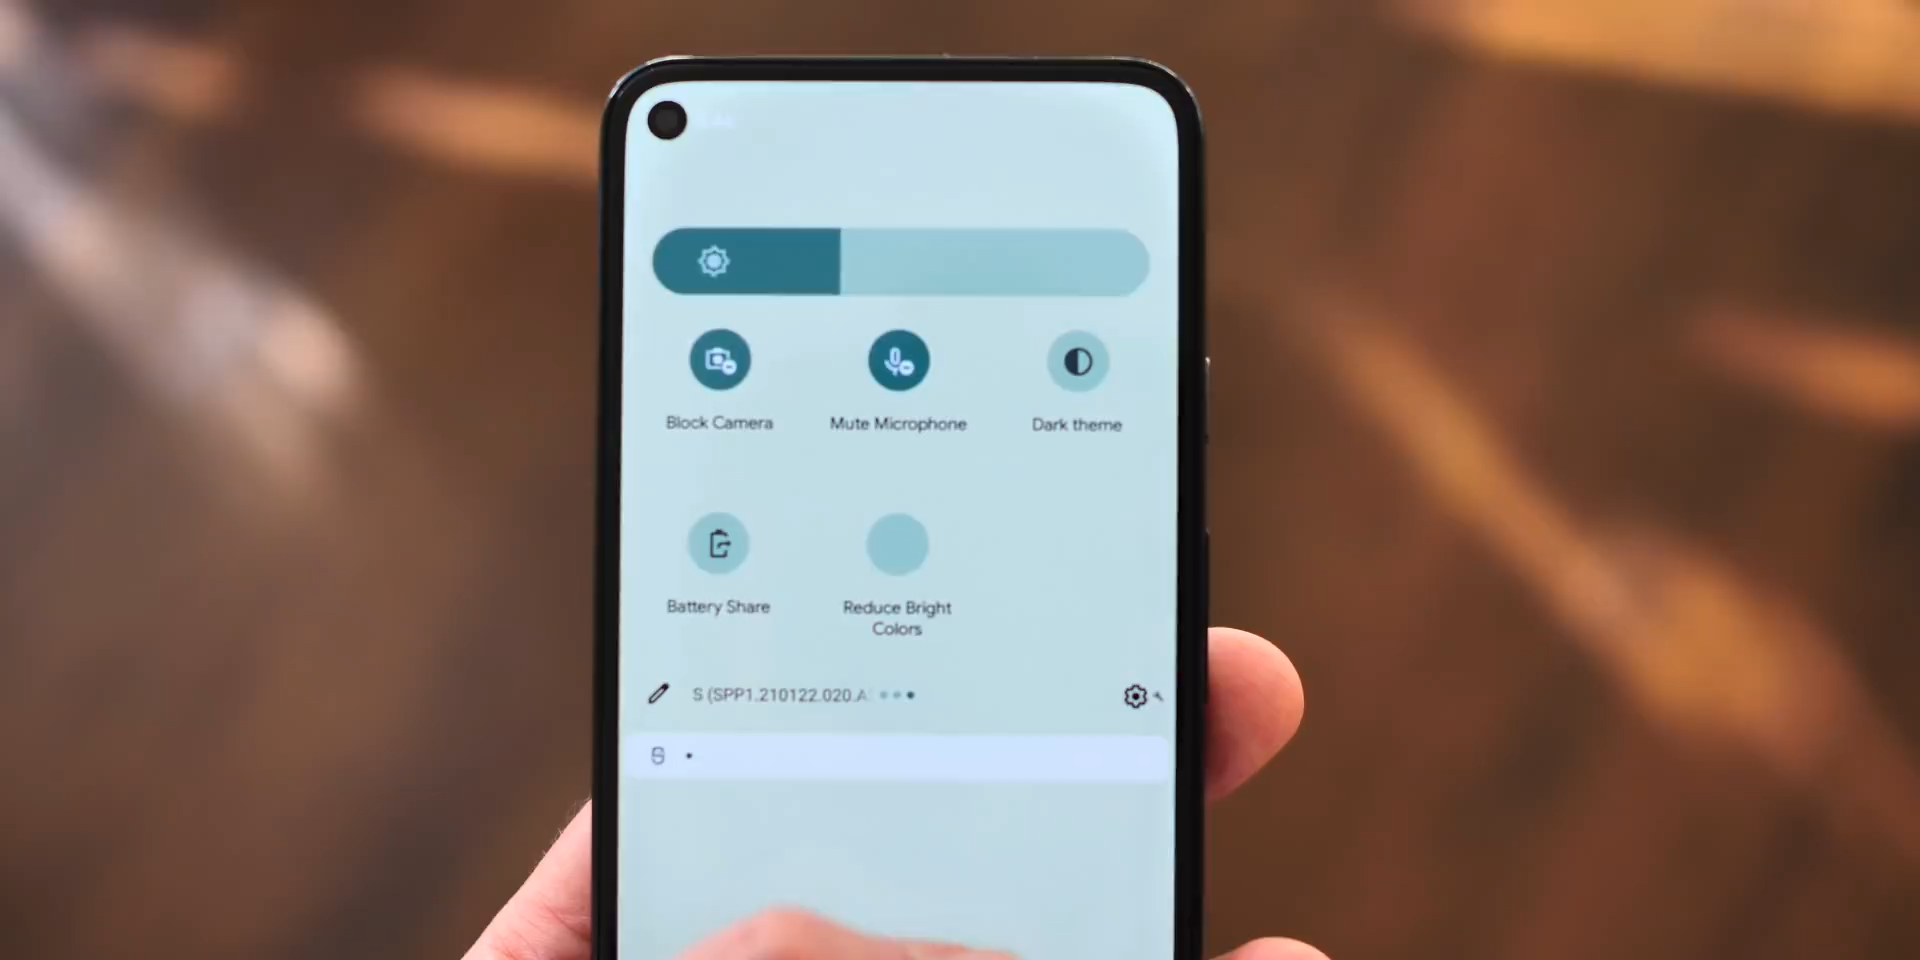 Block Camera
Mute Microphone
Dark theme
Battery Share
Reduce Bright
Colors
S (SPP1.210122.020.A